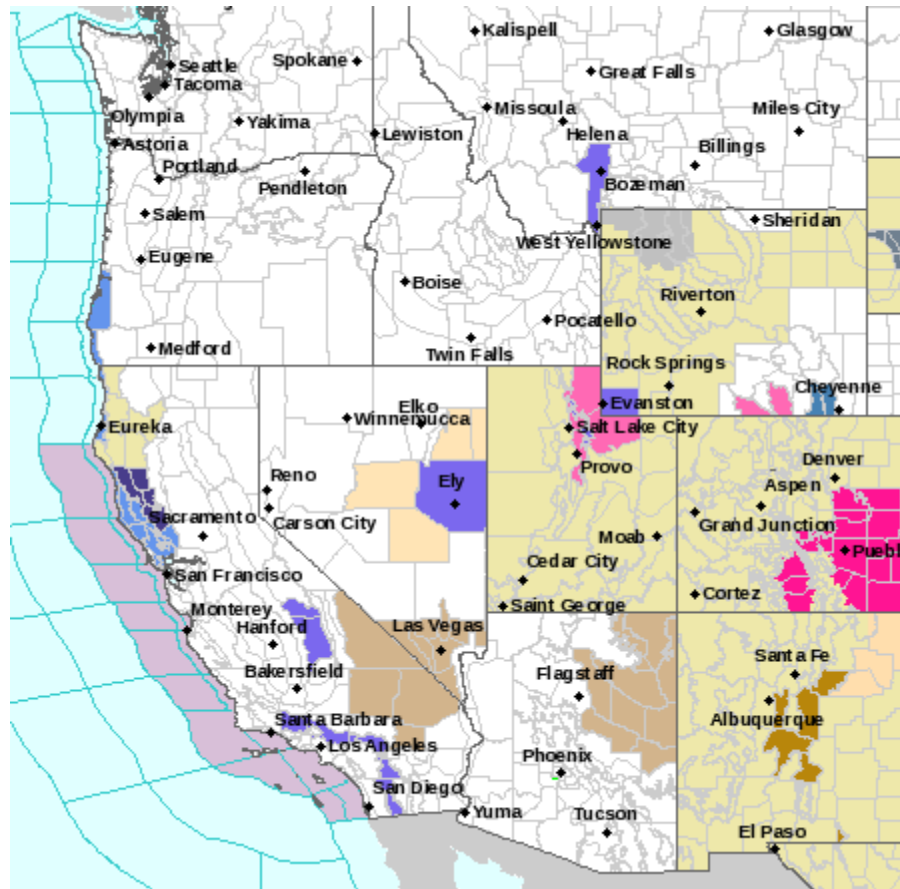 Kalispell
Glasgow
Seattle
Spokane
Tacoma
Great Falls
Missoula
Miles City
Olympia
Yakima
Helena
Lewiston
Astoria
Billings
Portland
Pendleton
Bozeman
Salem
Sheridan
West Yellowstone
Eugene
Boise
Riverton
Pocatello
Medford
Twin Falls
Rock Springs
Cheyenne
Elko
Evanston
Winnemucca
Eureka
Salt Lake City
Denver
Provo
Reno
Ely
Aspen
Sacramento
Carson City
Grand Junction
Moab
Puebl
San Francisco
Cedar City
Cortez
Saint George
Monterey
Hanford
Las Vegas
Santa Fe
Bakersfield
Flagstaff
Santa Barbara
Albuquerque
Los Angeles
Phoenix
San Diego
Yuma
Tucson
El Paso